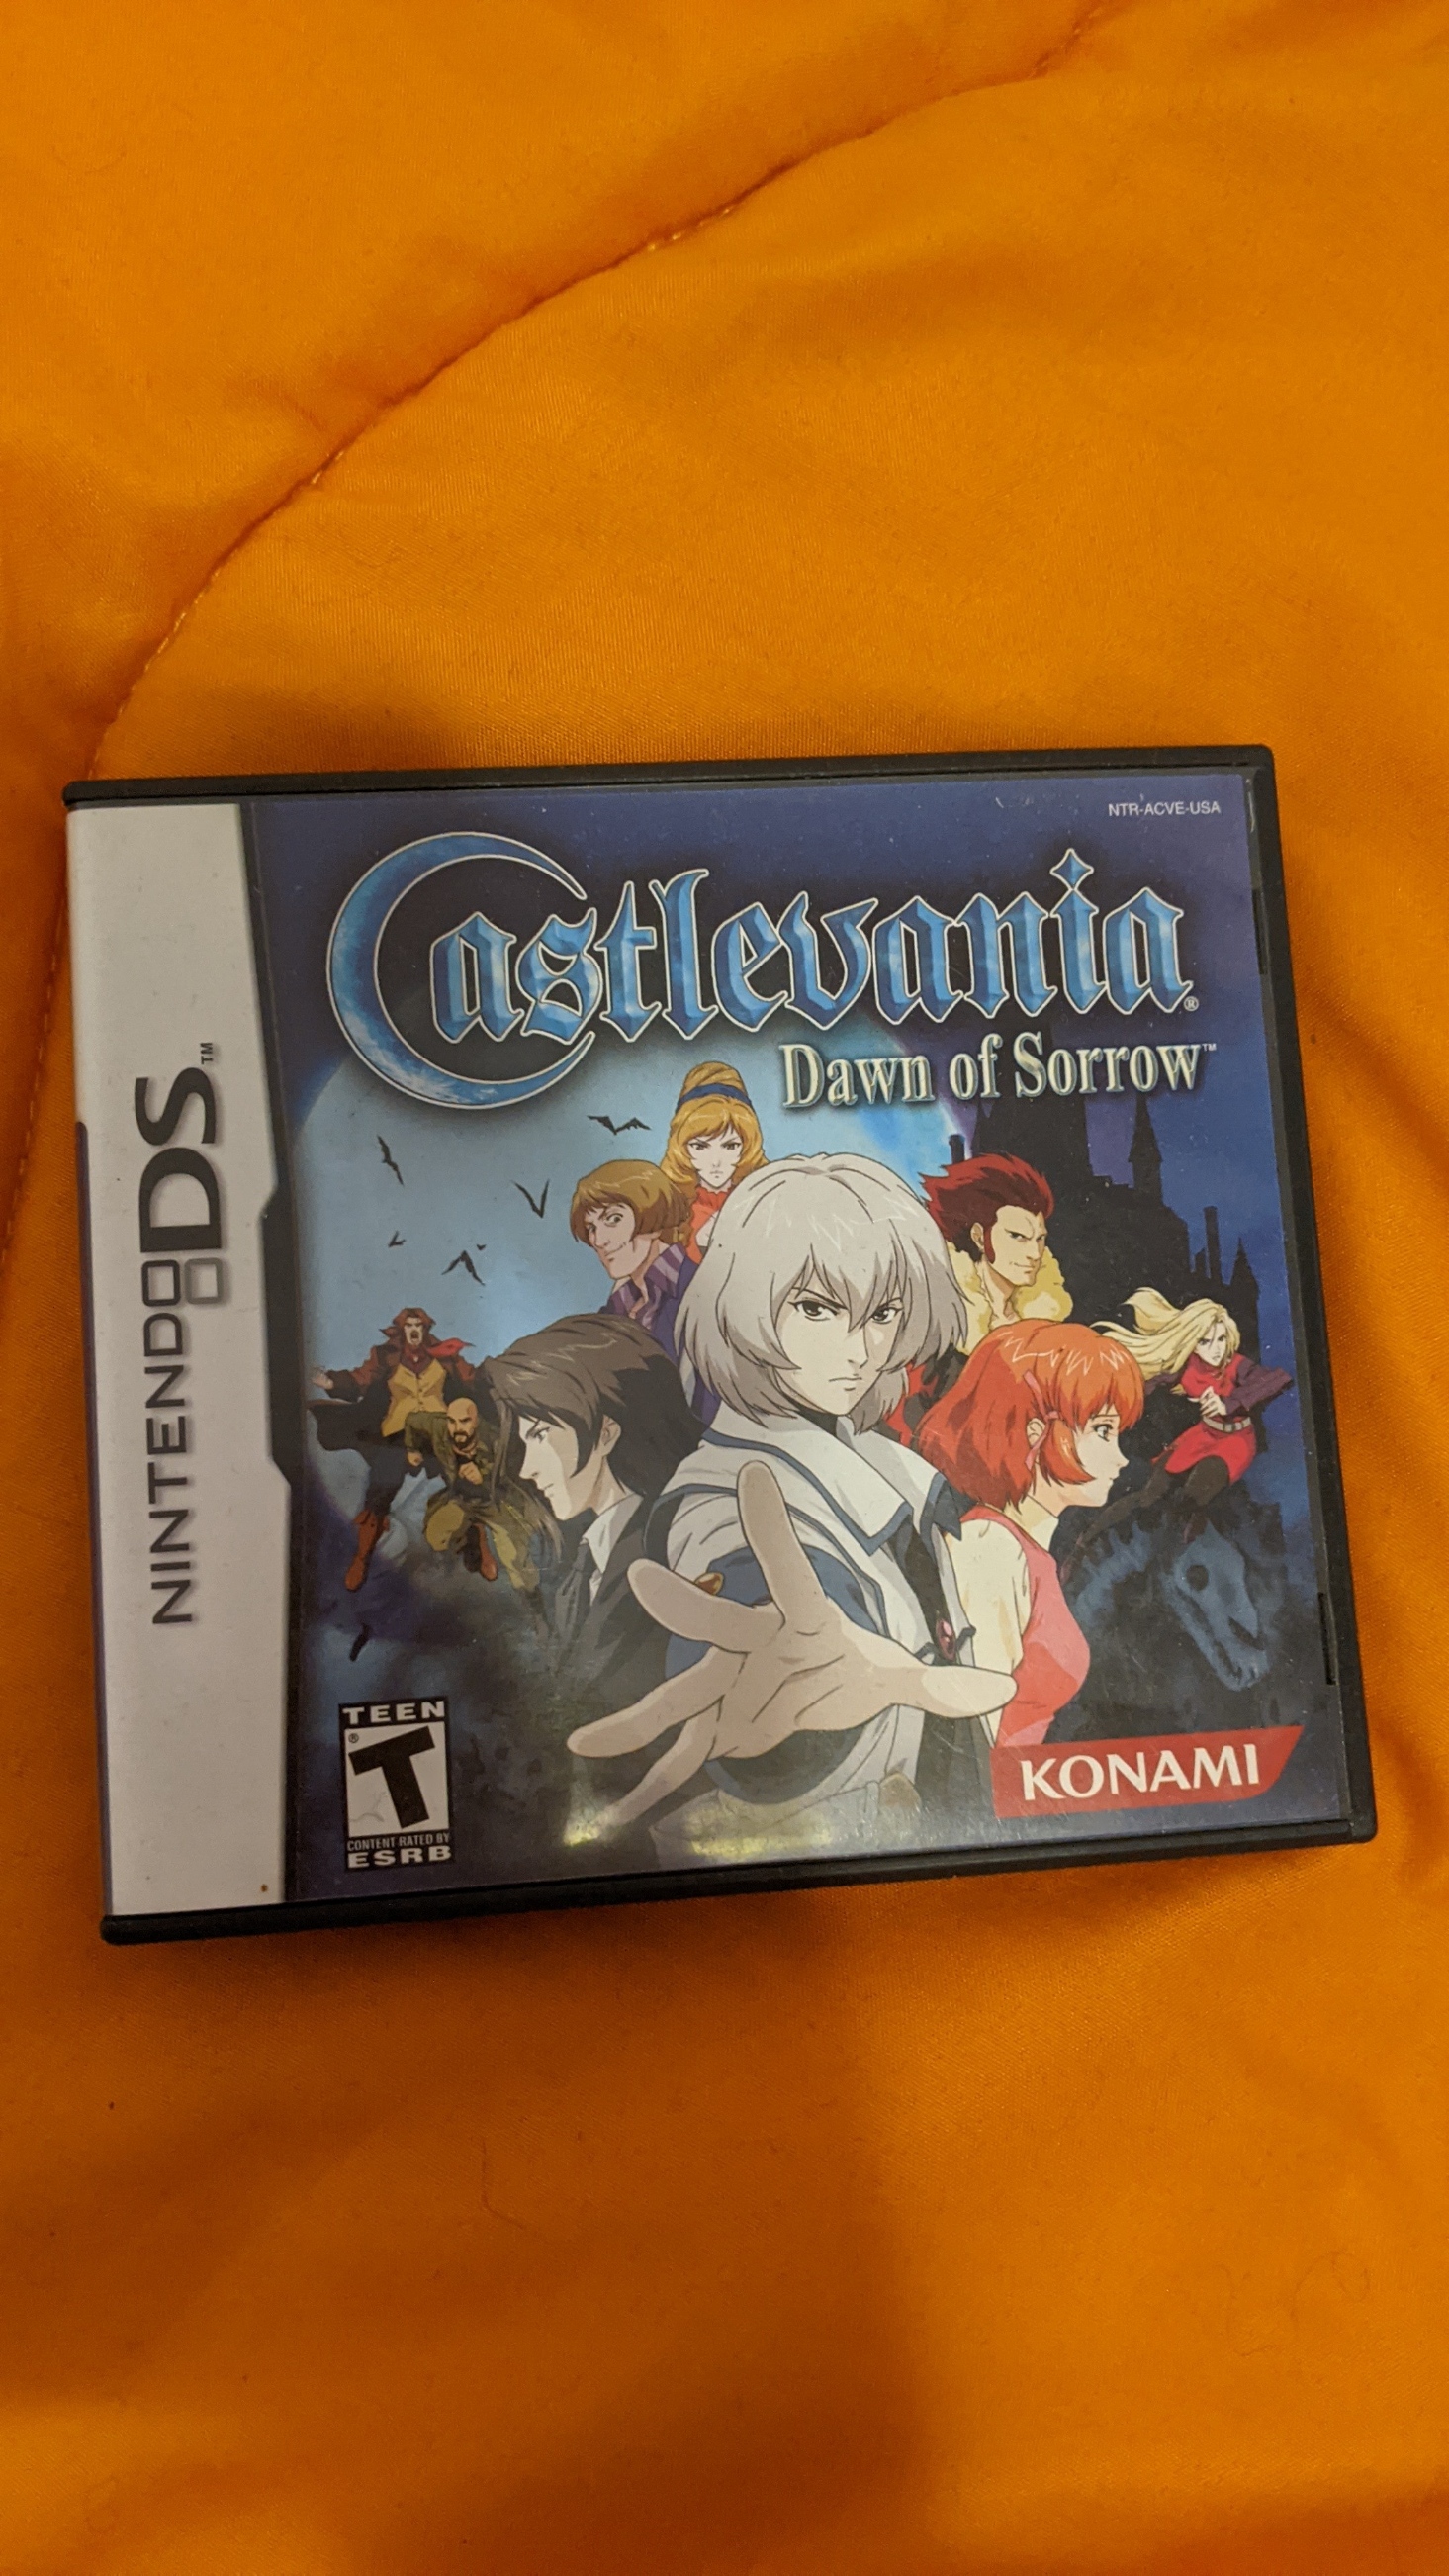 NTR-ACVE-USA
Castlevania®
Dawn of Sorrow™
NINTENDO DS™
TEEN
T®
CONTENT RATED BY
ESRB
KONAMI